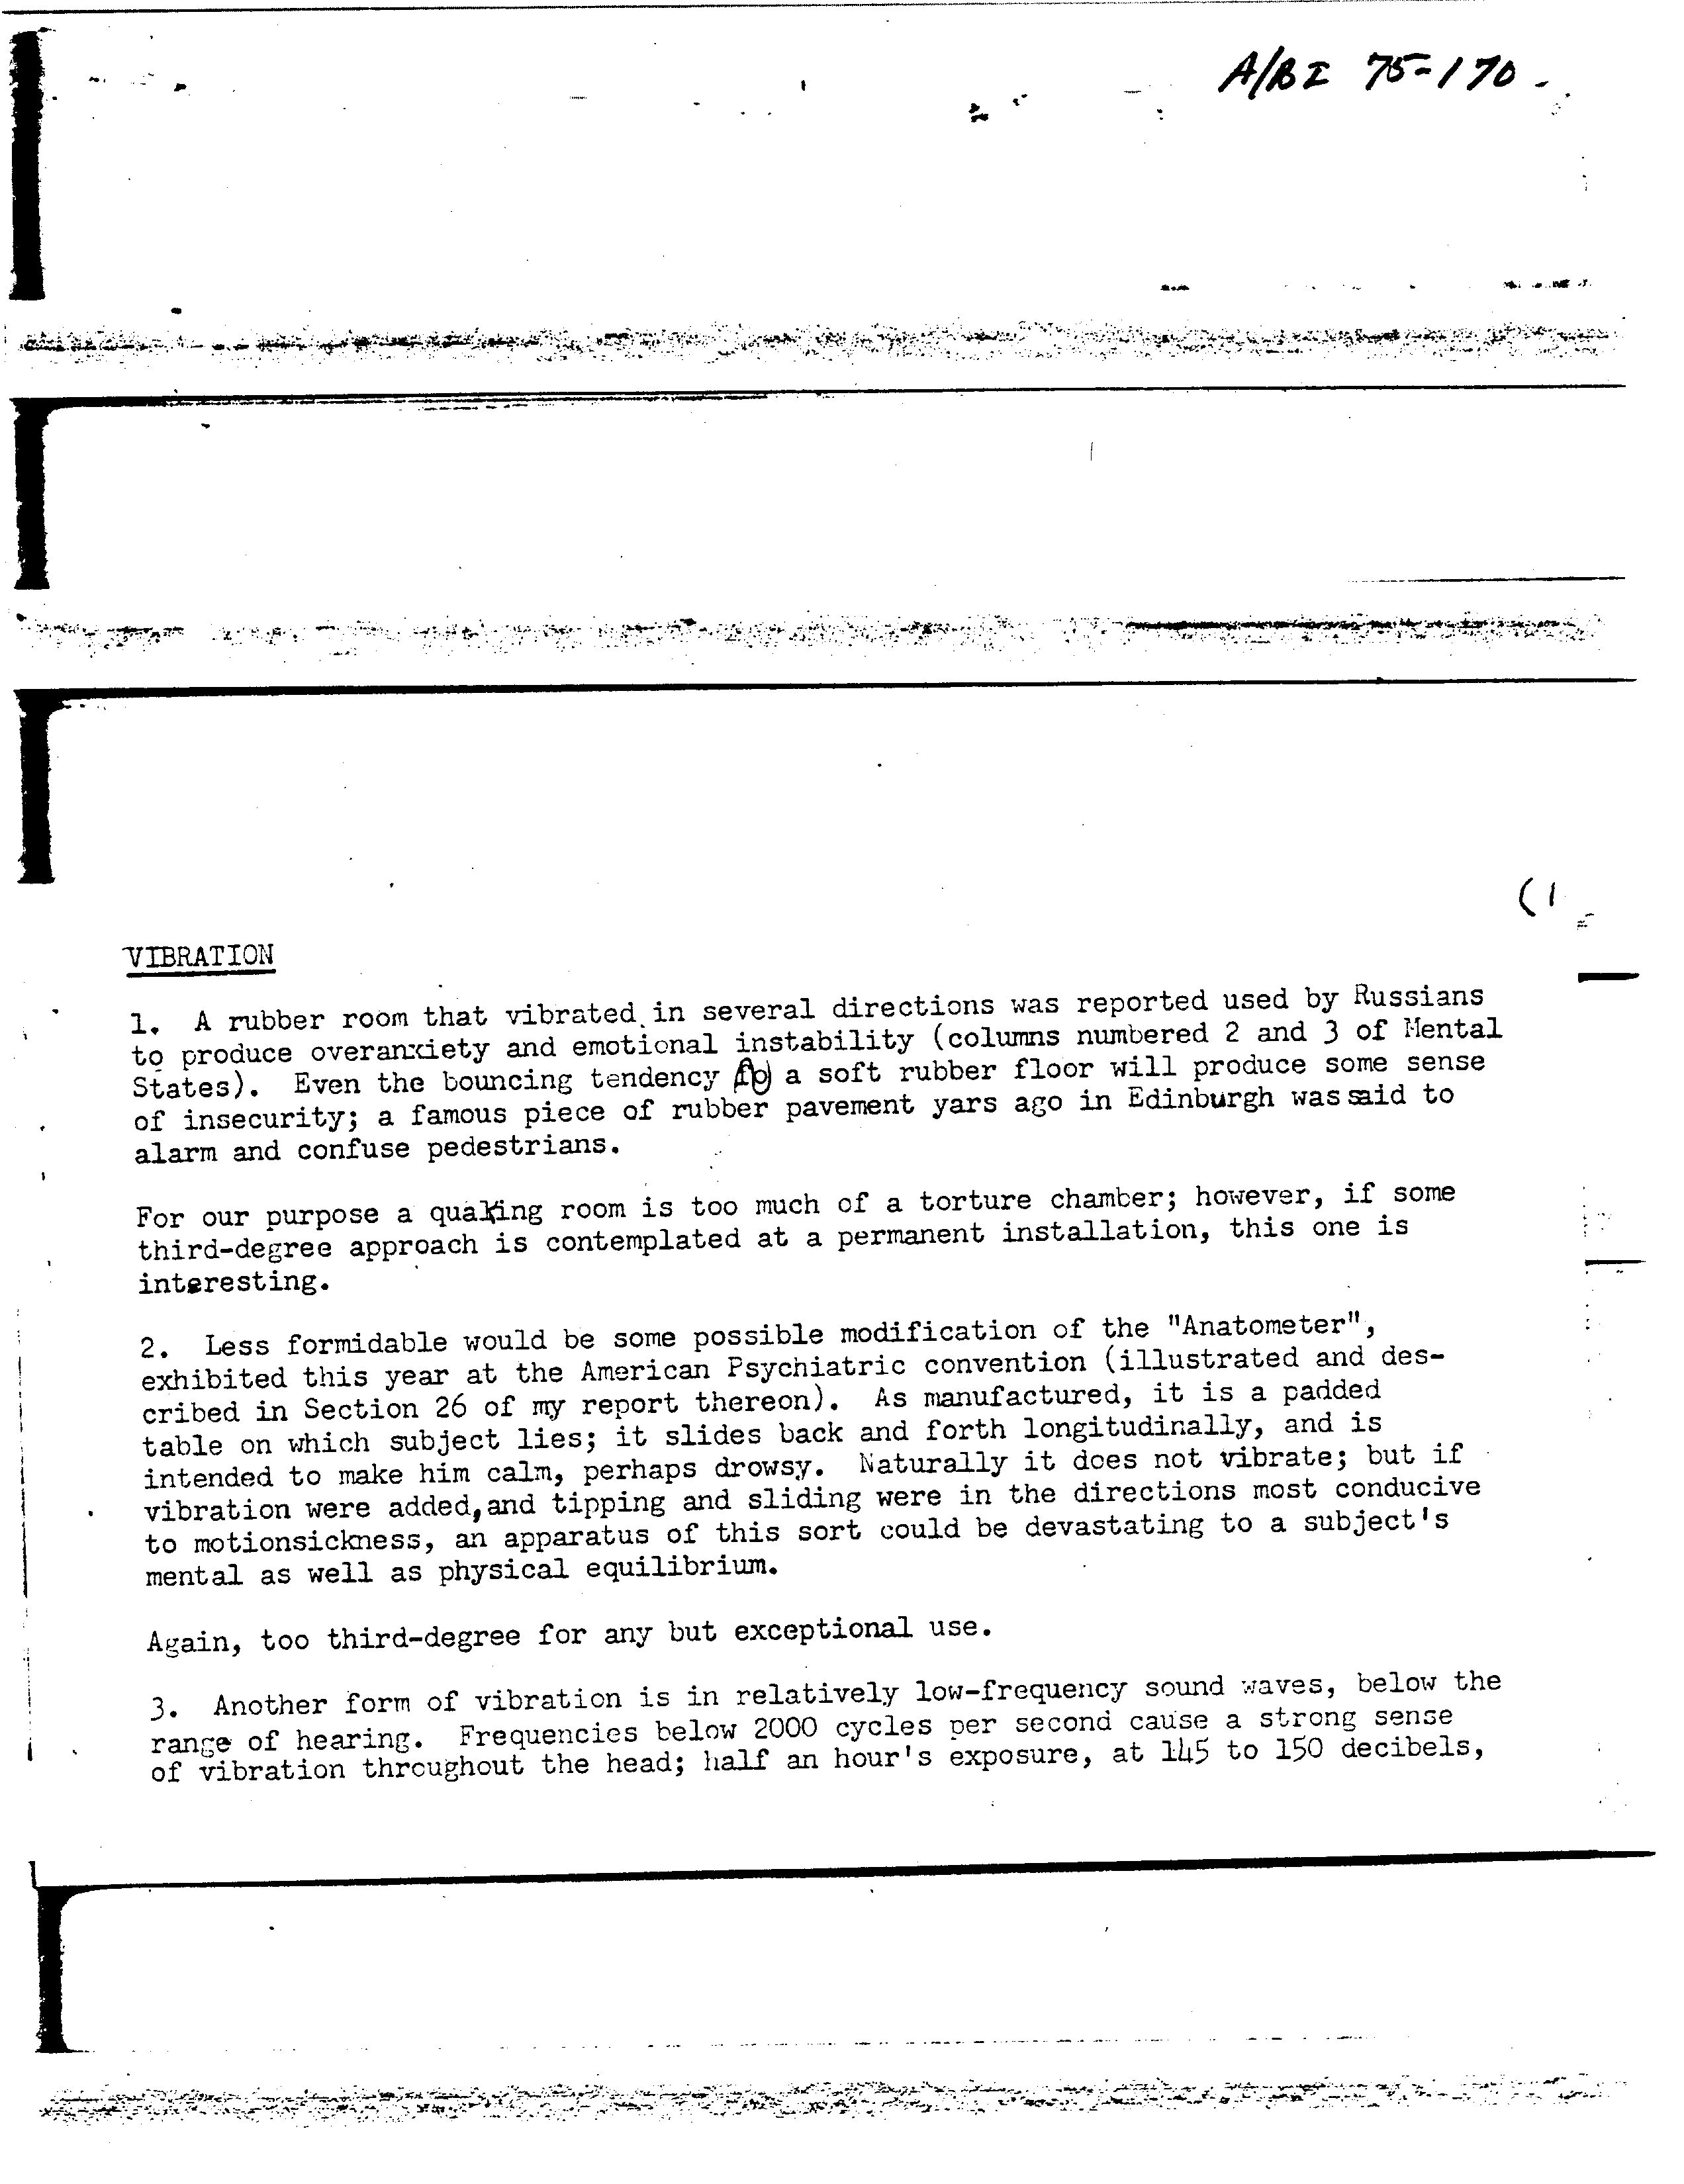 A/BI 75-170
(1
VIBRATION
1. A rubber room that vibrated in several directions was reported used by Russians
to produce overanxiety and emotional instability (columns numbered 2 and 3 of Mental
States). Even the bouncing tendency fo a soft rubber floor will produce some sense
of insecurity; a famous piece of rubber pavement yars ago in Edinburgh was said to
alarm and confuse pedestrians.
For our purpose a quaking room is too much of a torture chamber; however, if some
third-degree approach is contemplated at a permanent installation, this one is
interesting.
2. Less formidable would be some possible modification of the "Anatometer",
exhibited this year at the American Psychiatric convention (illustrated and des-
cribed in Section 26 of my report thereon). As manufactured, it is a padded
table on which subject lies; it slides back and forth longitudinally, and is
intended to make him calm, perhaps drowsy. Naturally it does not vibrate; but if
vibration were added, and tipping and sliding were in the directions most conducive
to motionsickness, an apparatus of this sort could be devastating to a subject's
mental as well as physical equilibrium.
Again, too third-degree for any but exceptional use.
3. Another form of vibration is in relatively low-frequency sound waves, below the
range of hearing. Frequencies below 2000 cycles per second cause a strong sense
of vibration throughout the head; half an hour's exposure, at 145 to 150 decibels,